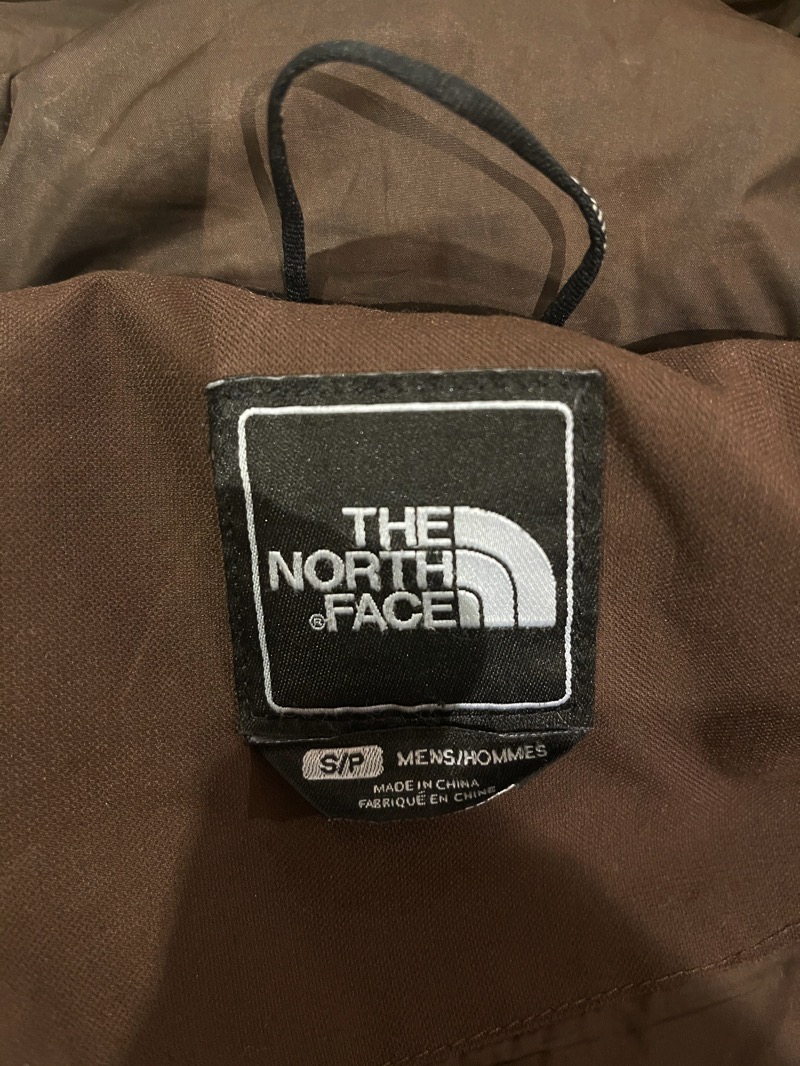 THE
NORTH
®FACE
S/P MENS/HOMMES
MADE IN CHINA
FABRIQUÉ EN CHINE